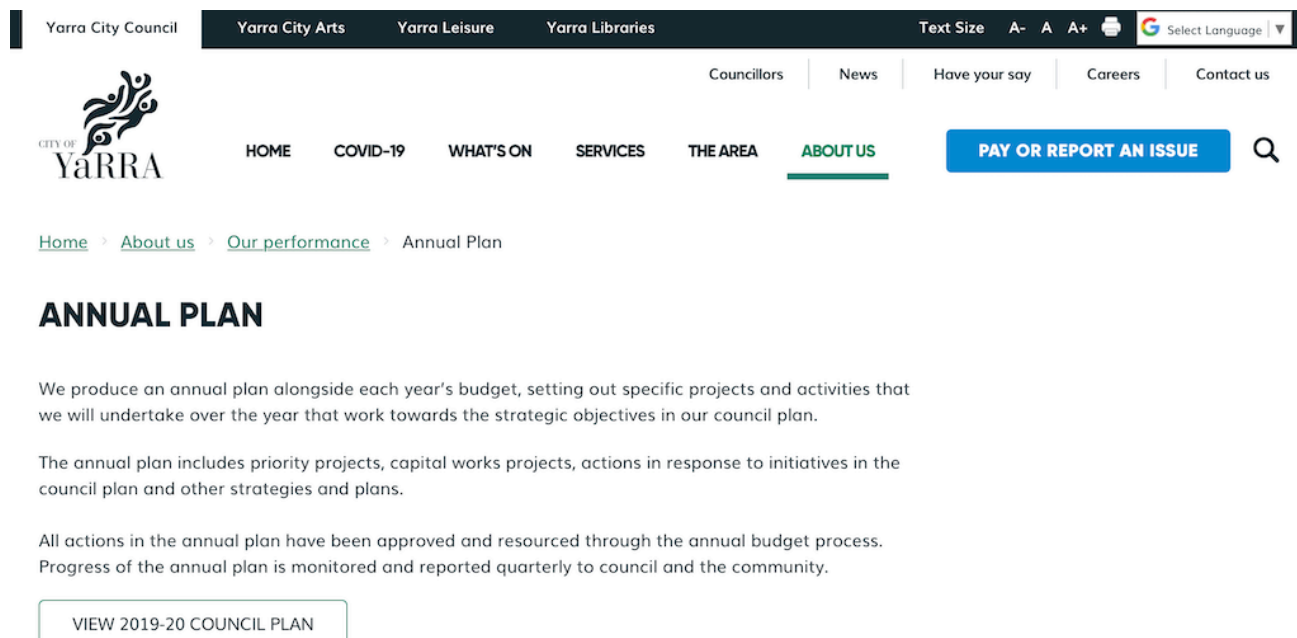 Yarra City Council Yarra City Arts Yarra Leisure Yarra Libraries Text Size A- A A+ Select Language ▼
Councillors News Have your say Careers Contact us
CITY OF
YaRRA
HOME COVID-19 WHAT'S ON SERVICES THE AREA ABOUT US PAY OR REPORT AN ISSUE
Home > About us > Our performance > Annual Plan
ANNUAL PLAN
We produce an annual plan alongside each year's budget, setting out specific projects and activities that
we will undertake over the year that work towards the strategic objectives in our council plan.
The annual plan includes priority projects, capital works projects, actions in response to initiatives in the
council plan and other strategies and plans.
All actions in the annual plan have been approved and resourced through the annual budget process.
Progress of the annual plan is monitored and reported quarterly to council and the community.
VIEW 2019-20 COUNCIL PLAN